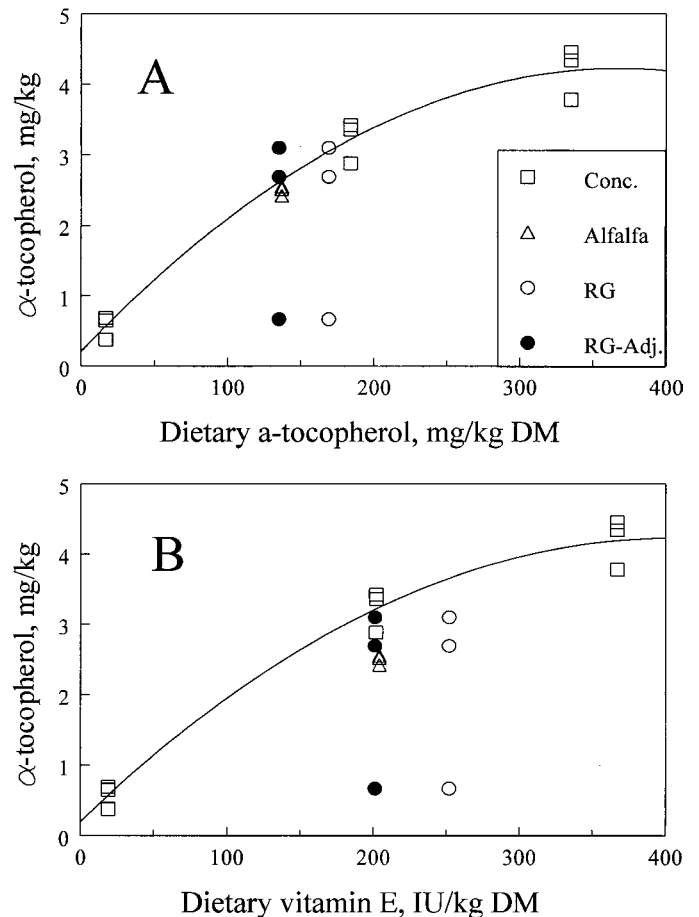 A
5
4
3
2
1
0
α-tocopherol, mg/kg
0
100
200
300
400
Dietary a-tocopherol, mg/kg DM
Conc.
Alfalfa
RG
RG-Adj.
B
5
4
3
2
1
0
α-tocopherol, mg/kg
0
100
200
300
400
Dietary vitamin E, IU/kg DM